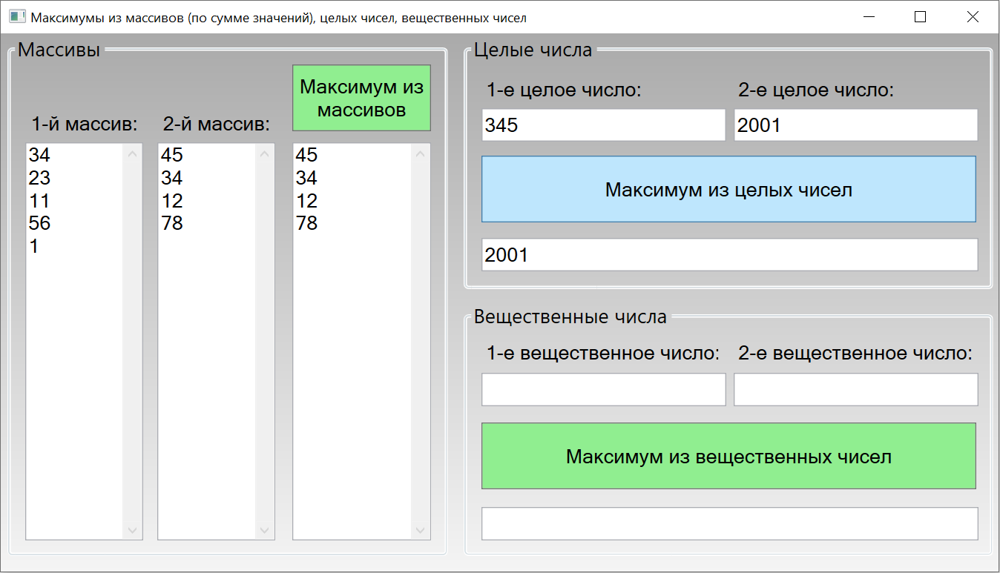 Максимумы из массивов (по сумме значений), целых чисел, вещественных чисел
Массивы
Максимум из
массивов
1-й массив:
2-й массив:
34
23
11
56
1
45
34
12
78
45
34
12
78
Целые числа
1-е целое число:
2-е целое число:
345
2001
Максимум из целых чисел
2001
Вещественные числа
1-е вещественное число:
2-е вещественное число:
Максимум из вещественных чисел